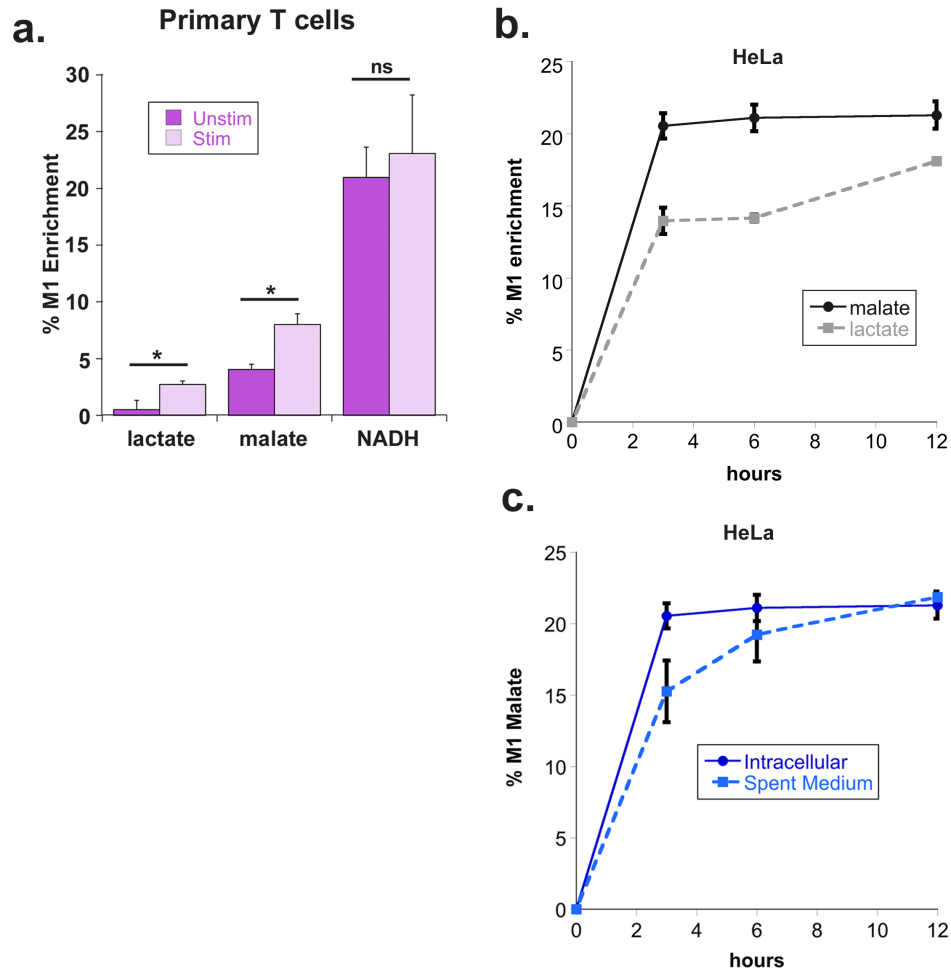 a.
Primary T cells
% M1 Enrichment
30
25
20
15
10
5
0
Unstim
Stim
*
*
ns
lactate
malate
NADH
b.
HeLa
% M1 enrichment
25
20
15
10
5
0
malate
lactate
0
2
4
6
8
10
12
hours
c.
HeLa
% M1 Malate
25
20
15
10
5
0
Intracellular
Spent Medium
0
2
4
6
8
10
12
hours